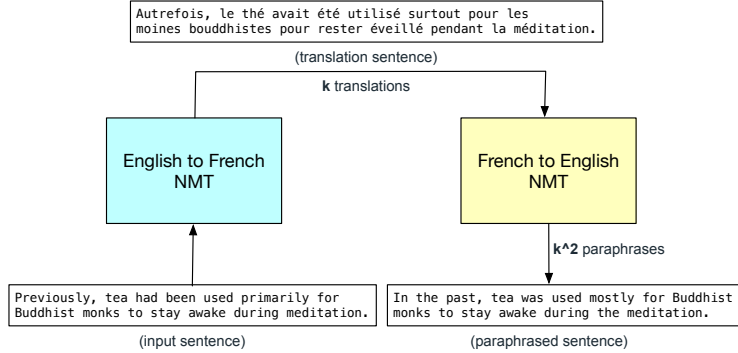 Autrefois, le thé avait été utilisé surtout pour les
moines bouddhistes pour rester éveillé pendant la méditation.
(translation sentence)
k translations
English to French
NMT
French to English
NMT
k^2 paraphrases
Previously, tea had been used primarily for
Buddhist monks to stay awake during meditation.
(input sentence)
In the past, tea was used mostly for Buddhist
monks to stay awake during the meditation.
(paraphrased sentence)